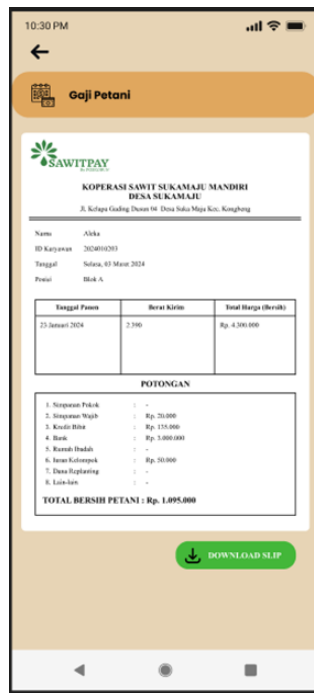 10:30 PM
Gaji Petani
SAWITPAY
KOPERASI SAWIT SUKAMAJU MANDIRI
DESA SUKAMAJU
Jl. Kelapa Gading Dusun 04 Desa Suka Maju Kec. Kongbeng
Nama Aleka
ID Karyawan 2024010203
Tanggal Selasa, 03 Maret 2024
Posisi Blok A
Tanggal Panen Berat Kirim Total Harga (Bersih)
23 Januari 2024 2.390 Rp. 4.300.000
POTONGAN
1. Simpanan Pokok : -
2. Simpanan Wajib : Rp. 20.000
3. Kredit Bibit : Rp. 135.000
4. Bank : Rp. 3.000.000
5. Rumah Ibadah : -
6. Iuran Kelompok : Rp. 50.000
7. Dana Replanting : -
8. Lain-lain : -
TOTAL BERSIH PETANI : Rp. 1.095.000
DOWNLOAD SLIP